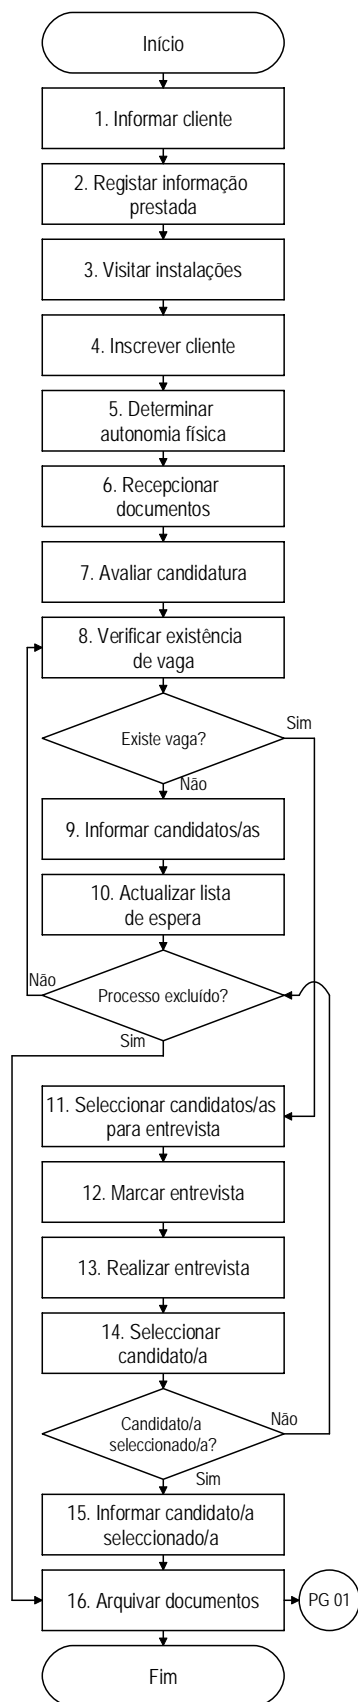 Início
1. Informar cliente
2. Registar informação
prestada
3. Visitar instalações
4. Inscrever cliente
5. Determinar
autonomia física
6. Recepcionar
documentos
7. Avaliar candidatura
8. Verificar existência
de vaga
Sim
Existe vaga?
Não
9. Informar candidatos/as
10. Actualizar lista
de espera
Não
Processo excluído?
Sim
11. Seleccionar candidatos/as
para entrevista
12. Marcar entrevista
13. Realizar entrevista
14. Seleccionar
candidato/a
Candidato/a
seleccionado/a?
Não
Sim
15. Informar candidato/a
seleccionado/a
16. Arquivar documentos
PG 01
Fim